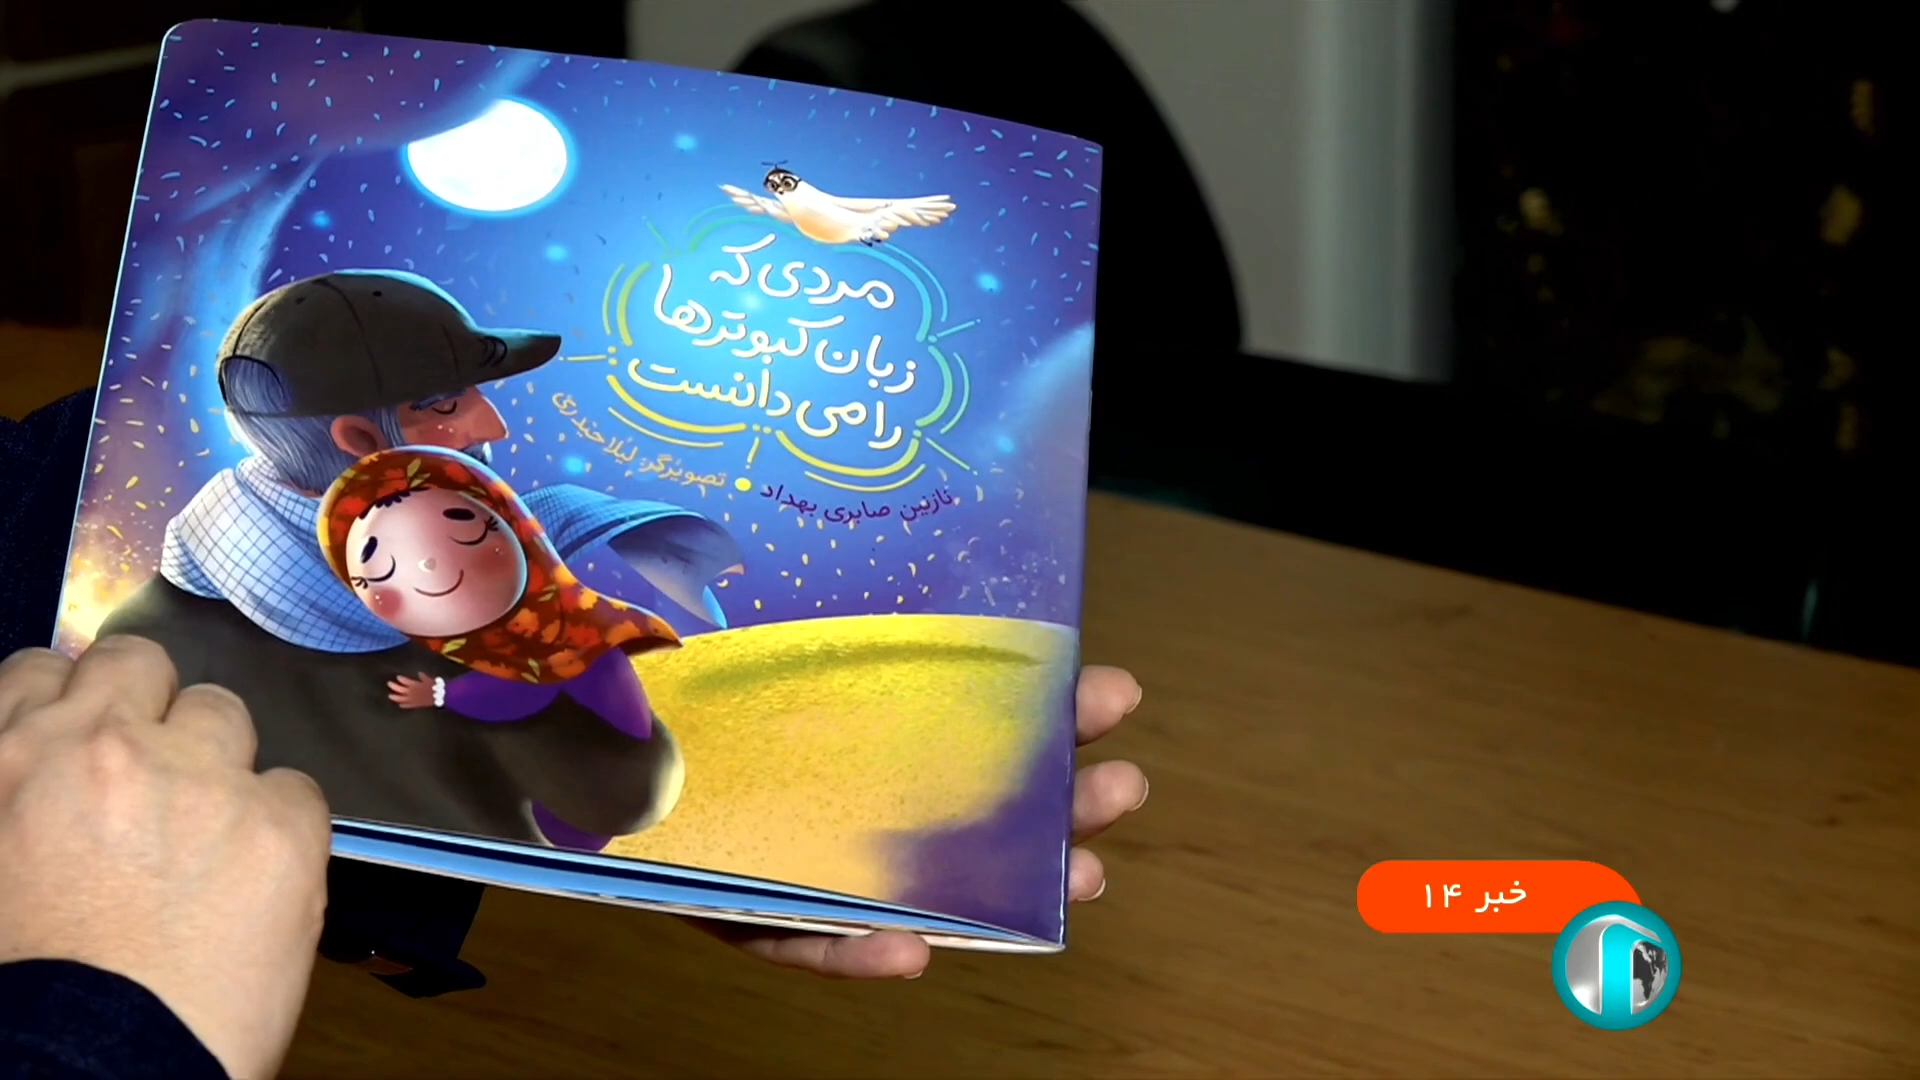 مردی که
زبان کبوترها
را می دانست
نازنین صابری بهداد
تصویرگر: لیلا حیدری
خبر ۱۴